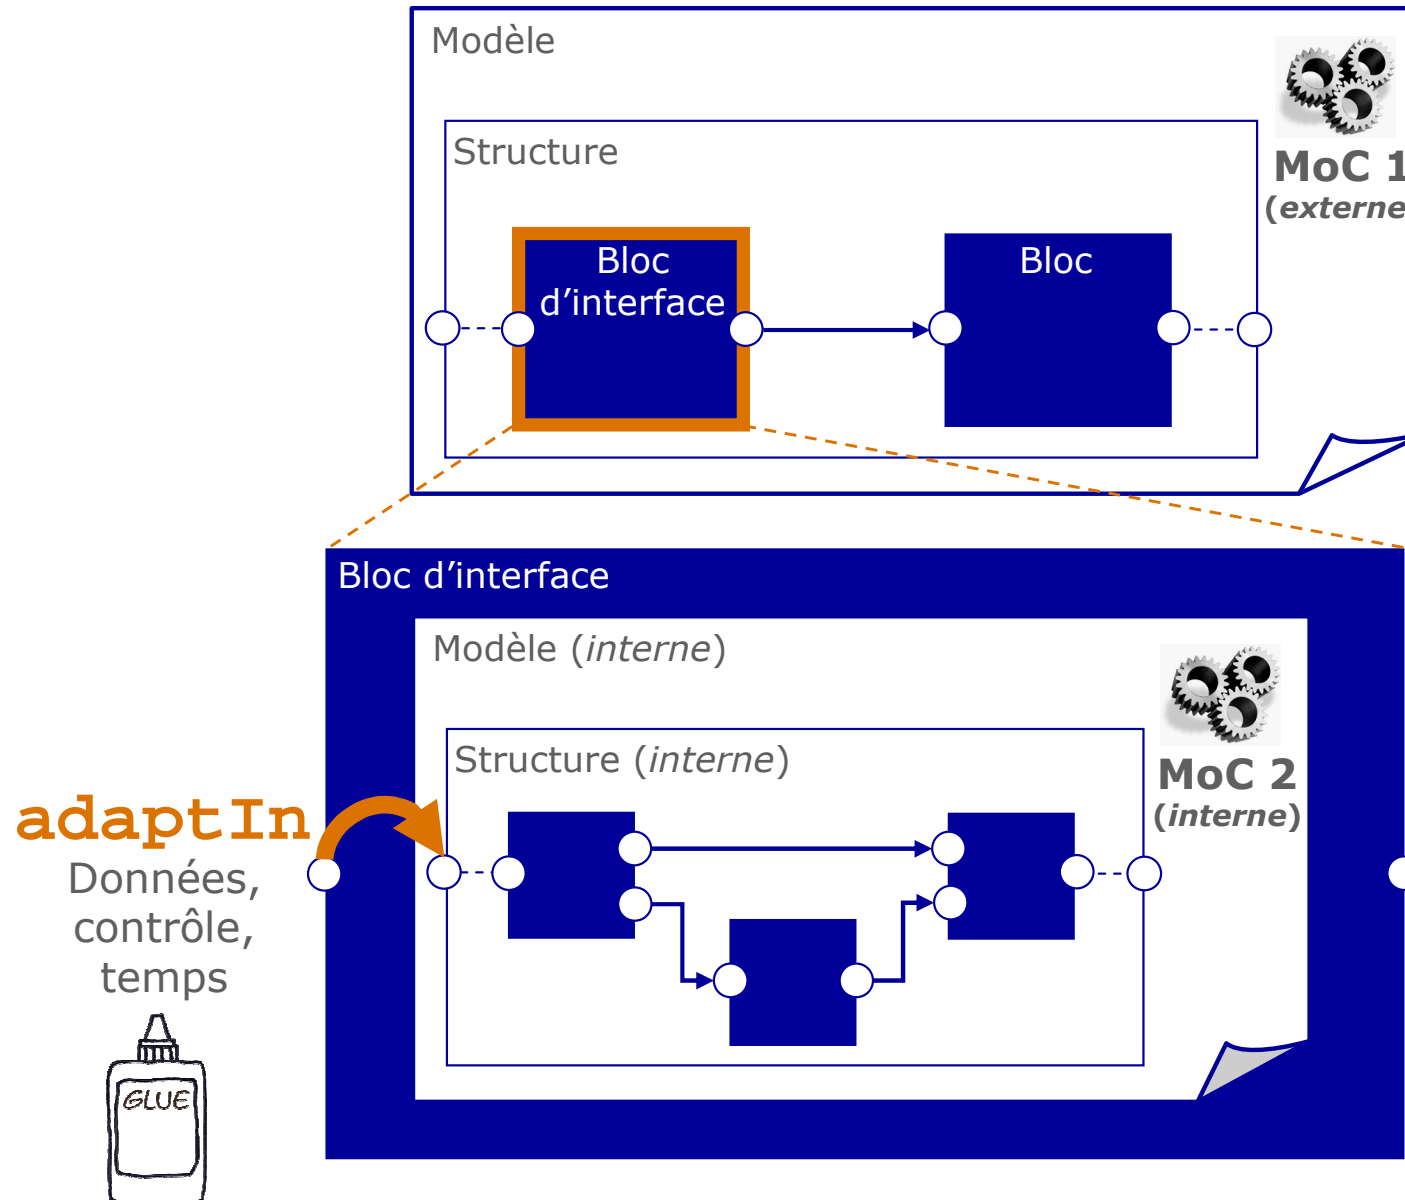 Modèle
Structure
MoC 1
(externe
Bloc
d’interface
Bloc
Bloc d’interface
Modèle (interne)
Structure (interne)
MoC 2
(interne)
adaptIn
Données,
contrôle,
temps
GLUE